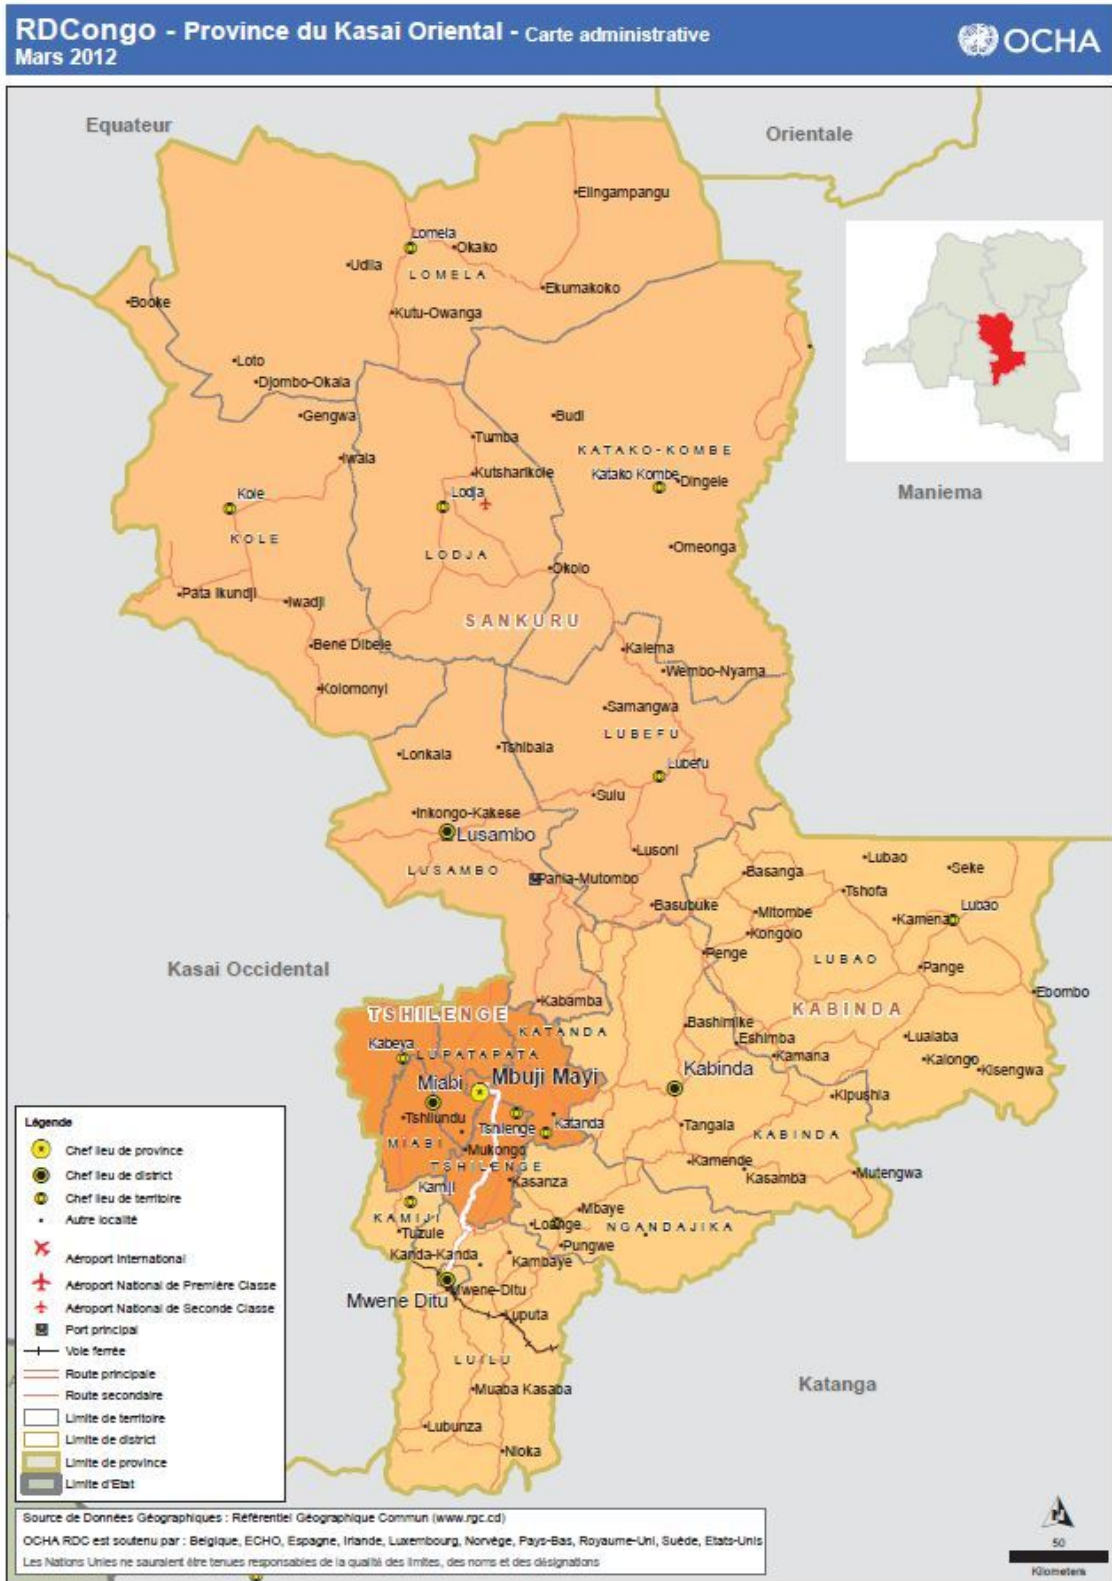 RDCongo - Province du Kasai Oriental - Carte administrative
Mars 2012
OCHA
Equateur
Orientale
Elingampangu
Lomela
Okako
Udila
LOMELA
Ekumakoko
Booke
Kutu-Owanga
Loto
Djombo-Okala
Gengwa
Budi
Tumba
KATAKO-KOMBE
Iwala
Kutsharikole
Katako Kombe
Dingele
Maniema
Kole
Lodja
KOLE
LODJA
Omeonga
Okolo
Pata Ikundji
Iwadji
SANKURU
Bene Dibele
Kalema
Wembo-Nyama
Kolomonyi
Samangwa
LUBEFU
Lonkala
Tshibala
Lubefu
Sulu
Inkongo-Kakese
Lusambo
Lusoni
LUSAMBO
Pania-Mutombo
Basanga
Lubao
Seke
Tshofa
Basubuke
Mitombe
Kamena
Lubao
Kongolo
Penge
LUBAO
Pange
Kasai Occidental
Ebombo
Kabamba
KABINDA
TSHILENGE
KATANDA
Bashimike
Eshimba
Lualaba
Kabeya
LUPATAPATA
Kamana
Kalongo
Kisengwa
Miabi
Mbuji Mayi
Kabinda
Kipushia
Tshilundu
Tshilenge
Katanda
Tangala
KABINDA
MIABI
Mukongo
TSHILENGE
Kamende
Kasamba
Mutengwa
Kamiji
Kasanza
KAMIJI
Mbaye
Loange
NGANDAJIKA
Tuzule
Pungwe
Kanda-Kanda
Kambaye
Mwene Ditu
Mwene-Ditu
Luputa
LUILU
Katanga
Muaba Kasaba
Lubunza
Nioka
Légende
Chef lieu de province
Chef lieu de district
Chef lieu de territoire
Autre localité
Aéroport International
Aéroport National de Première Classe
Aéroport National de Seconde Classe
Port principal
Voie ferrée
Route principale
Route secondaire
Limite de territoire
Limite de district
Limite de province
Limite d'Etat
Source de Données Géographiques : Référentiel Géographique Commun (www.rgc.cd)
OCHA RDC est soutenu par : Belgique, ECHO, Espagne, Irlande, Luxembourg, Norvège, Pays-Bas, Royaume-Uni, Suède, Etats-Unis
Les Nations Unies ne sauraient être tenues responsables de la qualité des limites, des noms et des désignations
50
Kilometers